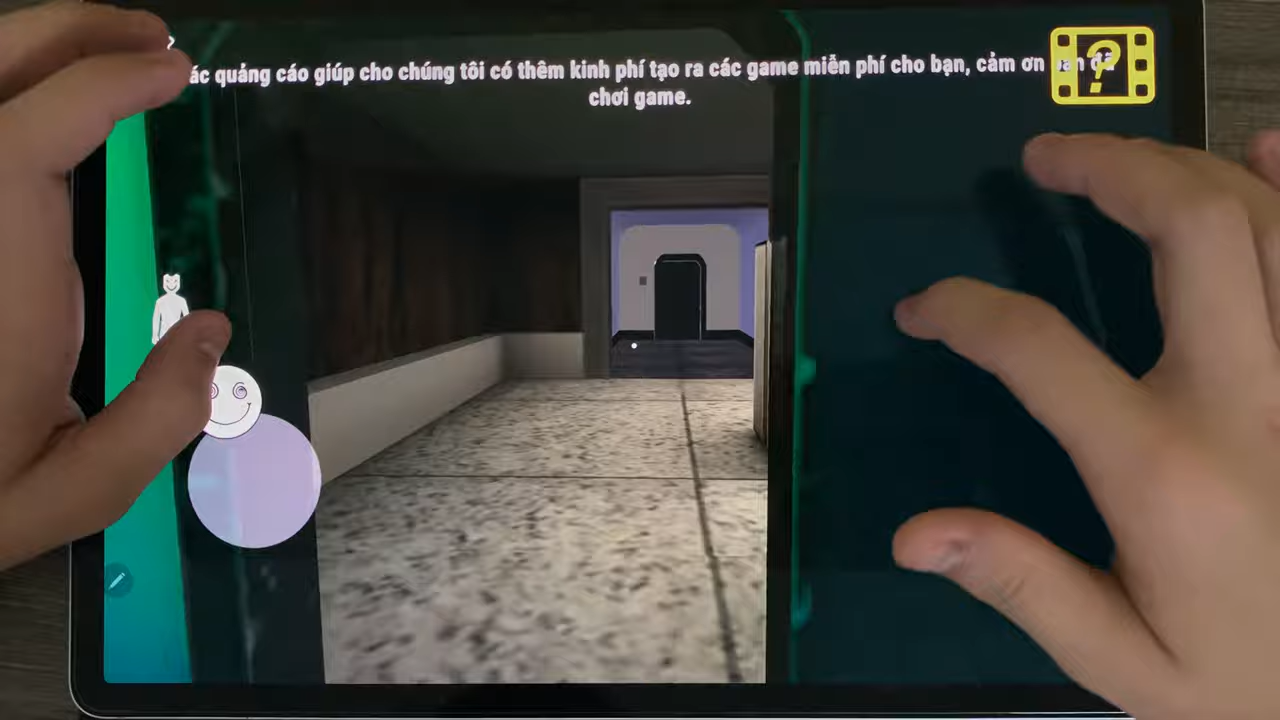 quảng cáo giúp cho chúng tôi có thêm kinh phí tạo ra các game miễn phí cho bạn, cảm ơn
chơi game.
?